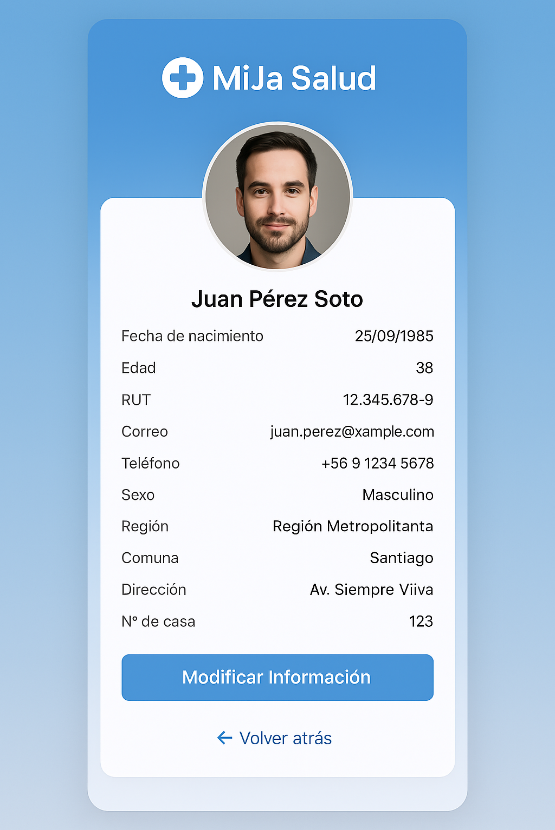 MiJa Salud
Juan Pérez Soto
Fecha de nacimiento 25/09/1985
Edad 38
RUT 12.345.678-9
Correo juan.perez@xample.com
Teléfono +56 9 1234 5678
Sexo Masculino
Región Región Metropolitanta
Comuna Santiago
Dirección Av. Siempre Viiva
N° de casa 123
Modificar Información
← Volver atrás